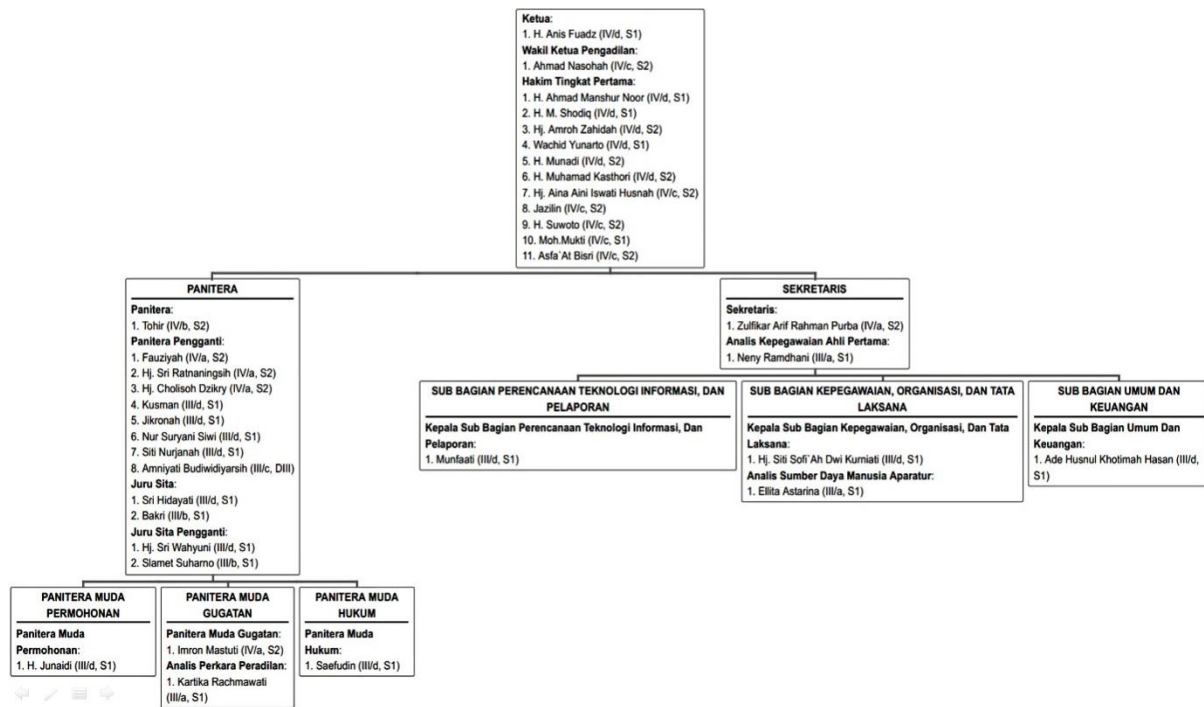 Ketua:
1. H. Anis Fuadz (IV/d, S1)
Wakil Ketua Pengadilan:
1. Ahmad Nasohah (IV/c, S2)
Hakim Tingkat Pertama:
1. H. Ahmad Manshur Noor (IV/d, S1)
2. H. M. Shodiq (IV/d, S1)
3. Hj. Amroh Zahidah (IV/d, S2)
4. Wachid Yunarto (IV/d, S1)
5. H. Munadi (IV/d, S2)
6. H. Muhamad Kasthori (IV/d, S2)
7. Hj. Aina Aini Iswati Husnah (IV/c, S2)
8. Jazilin (IV/c, S2)
9. H. Suwoto (IV/c, S2)
10. Moh.Mukti (IV/c, S1)
11. Asfa`At Bisri (IV/c, S2)
PANITERA
Panitera:
1. Tohir (IV/b, S2)
Panitera Pengganti:
1. Fauziyah (IV/a, S2)
2. Hj. Sri Ratnaningsih (IV/a, S2)
3. Hj. Cholisoh Dzikry (IV/a, S2)
4. Kusman (III/d, S1)
5. Jikronah (III/d, S1)
6. Nur Suryani Siwi (III/d, S1)
7. Siti Nurjanah (III/d, S1)
8. Amniyati Budiwidiyarsih (III/c, DIII)
Juru Sita:
1. Sri Hidayati (III/d, S1)
2. Bakri (III/b, S1)
Juru Sita Pengganti:
1. Hj. Sri Wahyuni (III/d, S1)
2. Slamet Suharno (III/b, S1)
SEKRETARIS
Sekretaris:
1. Zulfikar Arif Rahman Purba (IV/a, S2)
Analis Kepegawaian Ahli Pertama:
1. Neny Ramdhani (III/a, S1)
SUB BAGIAN PERENCANAAN TEKNOLOGI INFORMASI, DAN
PELAPORAN
Kepala Sub Bagian Perencanaan Teknologi Informasi, Dan
Pelaporan:
1. Munfaati (III/d, S1)
SUB BAGIAN KEPEGAWAIAN, ORGANISASI, DAN TATA
LAKSANA
Kepala Sub Bagian Kepegawaian, Organisasi, Dan Tata
Laksana:
1. Hj. Siti Sofi`Ah Dwi Kurniati (III/d, S1)
Analis Sumber Daya Manusia Aparatur:
1. Ellita Astarina (III/a, S1)
SUB BAGIAN UMUM DAN
KEUANGAN
Kepala Sub Bagian Umum Dan
Keuangan:
1. Ade Husnul Khotimah Hasan (III/d,
S1)
PANITERA MUDA
PERMOHONAN
Panitera Muda
Permohonan:
1. H. Junaidi (III/d, S1)
PANITERA MUDA
GUGATAN
Panitera Muda Gugatan:
1. Imron Mastuti (IV/a, S2)
Analis Perkara Peradilan:
1. Kartika Rachmawati
(III/a, S1)
PANITERA MUDA
HUKUM
Panitera Muda
Hukum:
1. Saefudin (III/d, S1)